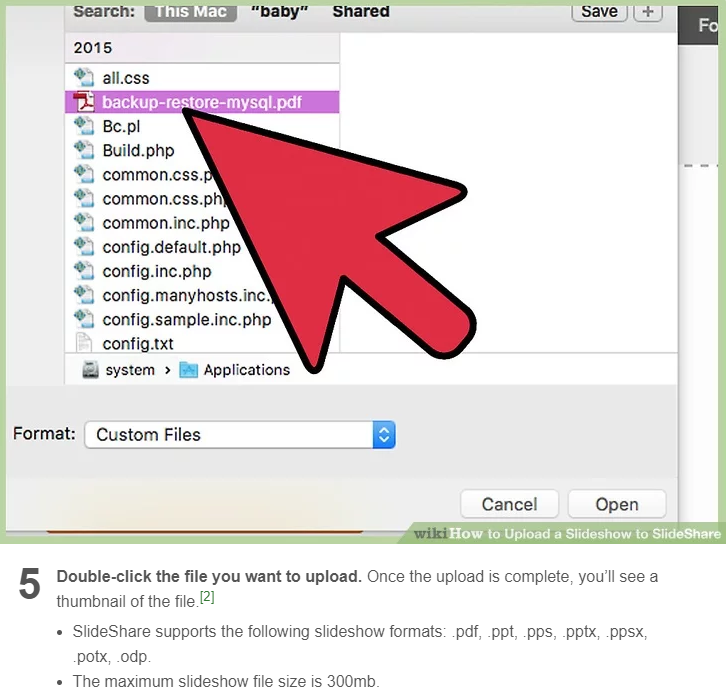 Search: This Mac "baby" Shared Save +
Fo
2015
all.css
backup-restore-mysql.pdf
Bc.pl
Build.php
common.css.p
common.css.php
common.inc.php
config.default.php
config.inc.php
config.manyhosts.inc.
config.sample.inc.php
config.txt
system › Applications
Format: Custom Files
Cancel Open
wikiHow to Upload a Slideshow to SlideShare
5 Double-click the file you want to upload. Once the upload is complete, you'll see a
thumbnail of the file.[2]
• SlideShare supports the following slideshow formats: .pdf, .ppt, .pps, .pptx, .ppsx,
.potx, .odp.
• The maximum slideshow file size is 300mb.